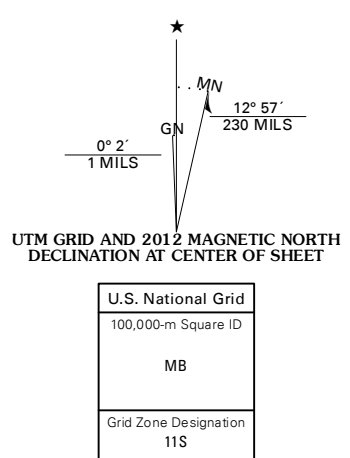 ★
MN
12° 57´
230 MILS
GN
0° 2´
1 MILS
UTM GRID AND 2012 MAGNETIC NORTH
DECLINATION AT CENTER OF SHEET
U.S. National Grid
100,000-m Square ID
MB
Grid Zone Designation
11S